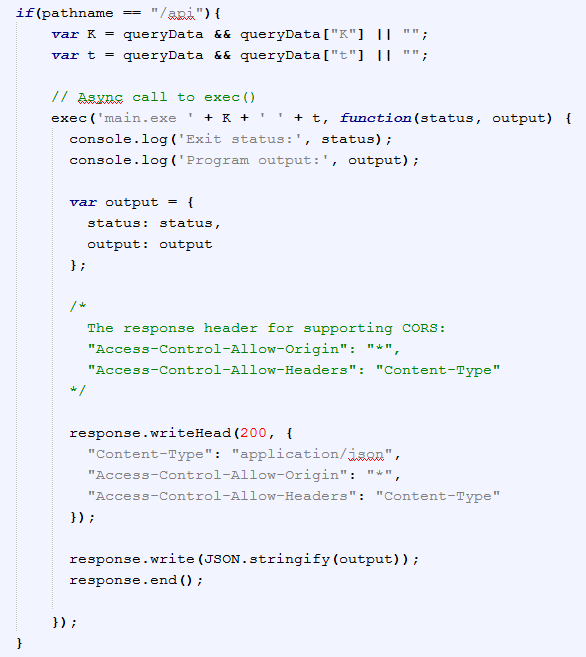 if(pathname == "/api"){
var K = queryData && queryData["K"] || "";
var t = queryData && queryData["t"] || "";
// Async call to exec()
exec('main.exe ' + K + ' ' + t, function(status, output) {
console.log('Exit status:', status);
console.log('Program output:', output);
var output = {
status: status,
output: output
};
/*
The response header for supporting CORS:
"Access-Control-Allow-Origin": "*",
"Access-Control-Allow-Headers": "Content-Type"
*/
response.writeHead(200, {
"Content-Type": "application/json",
"Access-Control-Allow-Origin": "*",
"Access-Control-Allow-Headers": "Content-Type"
});
response.write(JSON.stringify(output));
response.end();
});
}